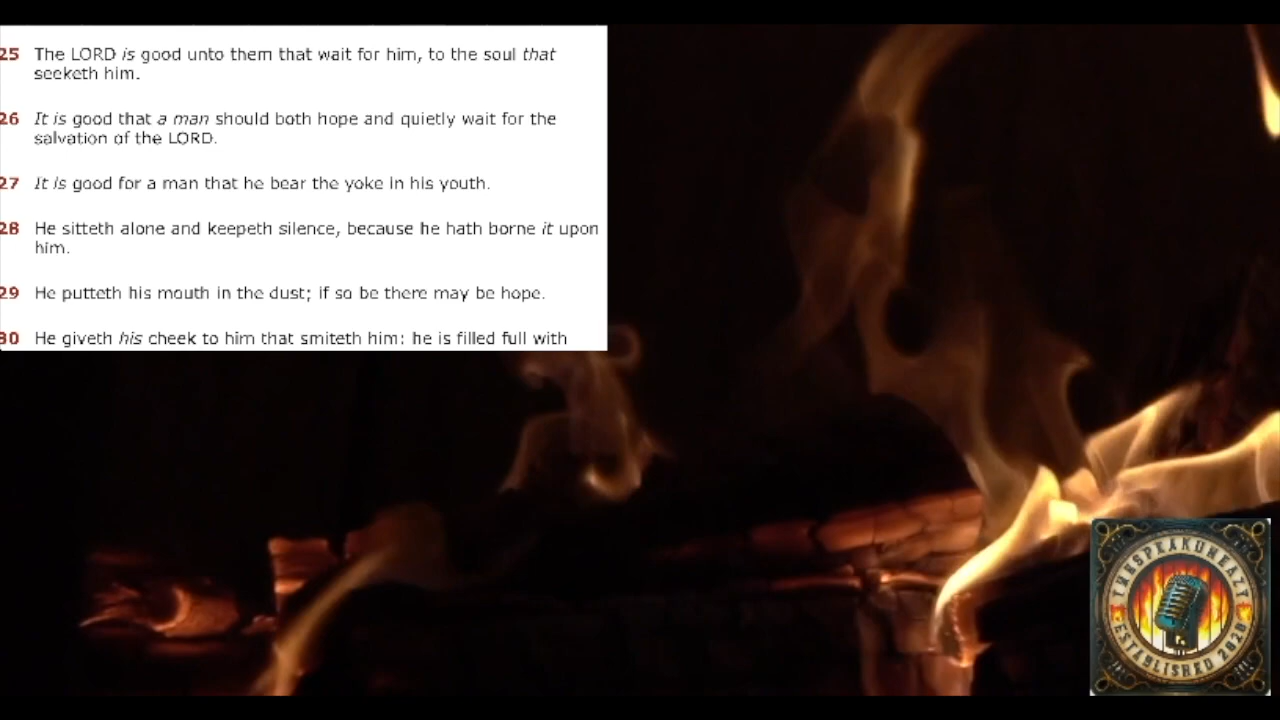 25 The LORD is good unto them that wait for him, to the soul that
seeketh him.
26 It is good that a man should both hope and quietly wait for the
salvation of the LORD.
27 It is good for a man that he bear the yoke in his youth.
28 He sitteth alone and keepeth silence, because he hath borne it upon
him.
29 He putteth his mouth in the dust; if so be there may be hope.
30 He giveth his cheek to him that smiteth him: he is filled full with
ESTABLISHED 2020